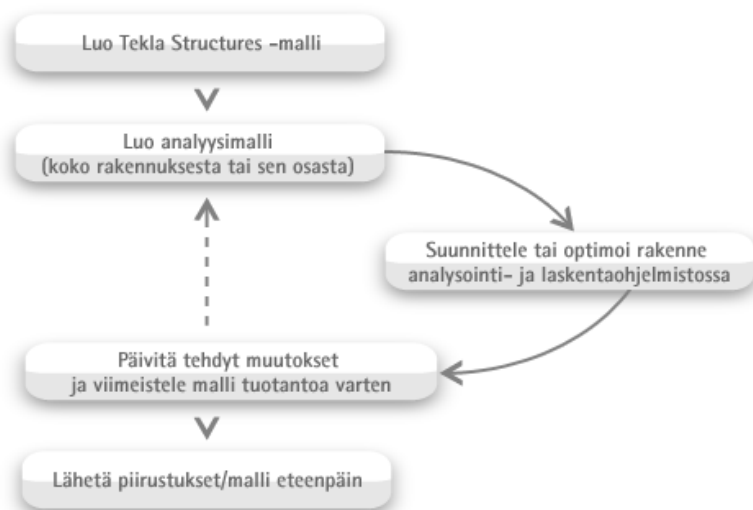 Luo Tekla Structures -malli
Luo analyysimalli
(koko rakennuksesta tai sen osasta)
Suunnittele tai optimoi rakenne
analysointi- ja laskentaohjelmistossa
Päivitä tehdyt muutokset
ja viimeistele malli tuotantoa varten
Lähetä piirustukset/malli eteenpäin